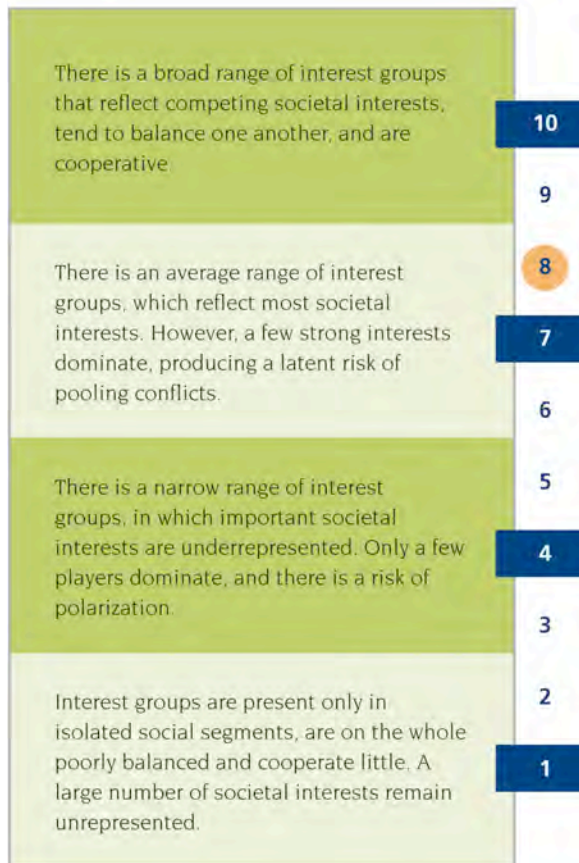 There is a broad range of interest groups
that reflect competing societal interests,
tend to balance one another, and are
cooperative
10
9
There is an average range of interest
groups, which reflect most societal
interests. However, a few strong interests
dominate, producing a latent risk of
pooling conflicts.
8
7
6
There is a narrow range of interest
groups, in which important societal
interests are underrepresented. Only a few
players dominate, and there is a risk of
polarization.
5
4
3
Interest groups are present only in
isolated social segments, are on the whole
poorly balanced and cooperate little. A
large number of societal interests remain
unrepresented.
2
1